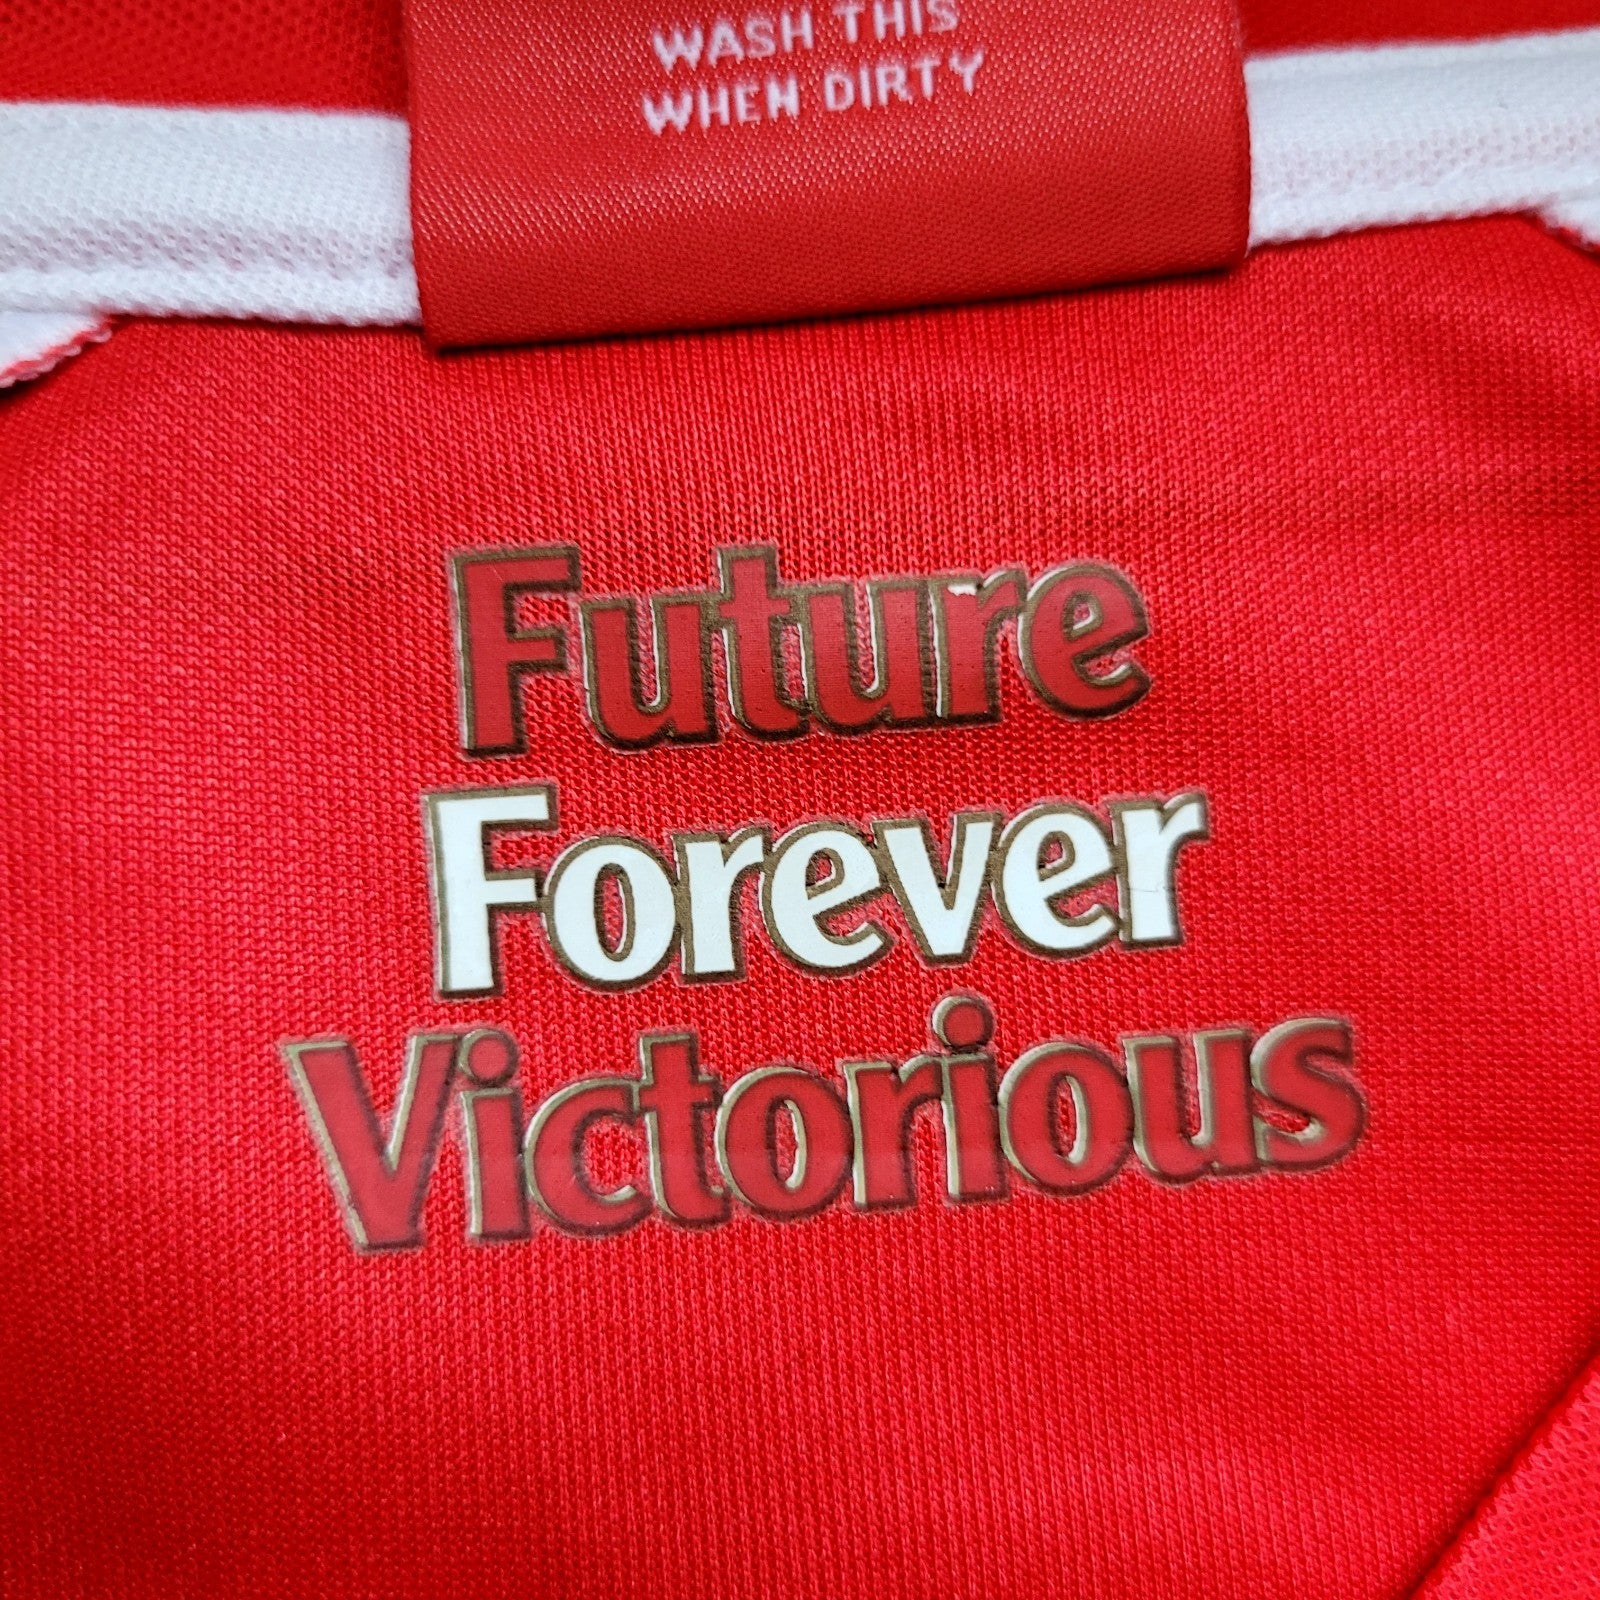 WASH THIS
WHEN DIRTY
Future
Forever
Victorious